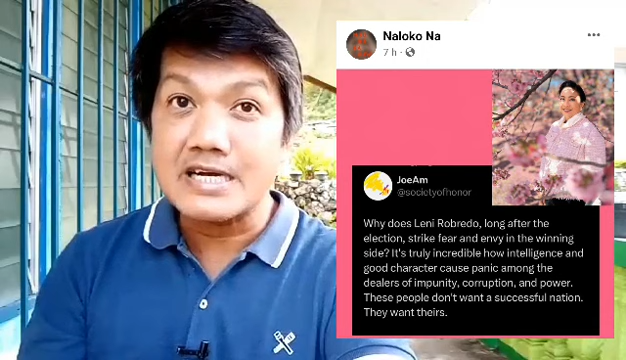 Naloko Na
7 h ·
JoeAm
@societyofhonor
Why does Leni Robredo, long after the
election, strike fear and envy in the winning
side? It's truly incredible how intelligence and
good character cause panic among the
dealers of impunity, corruption, and power.
These people don't want a successful nation.
They want theirs.